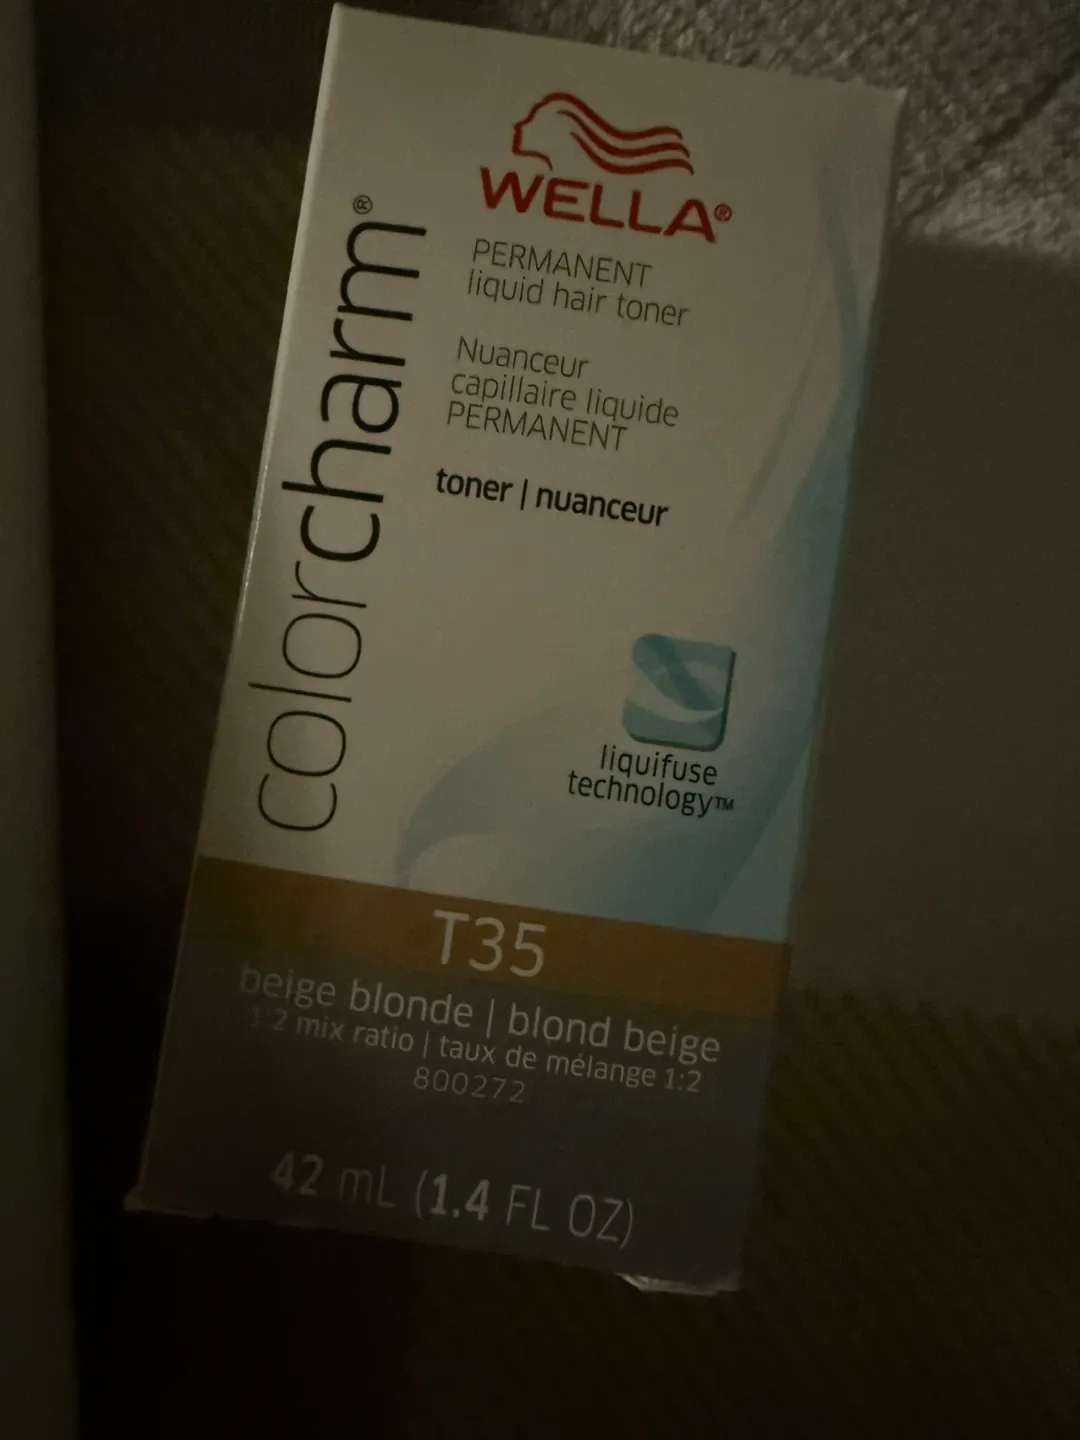 WELLA®
PERMANENT
liquid hair toner
Nuanceur
capillaire liquide
PERMANENT
toner | nuanceur
colorcharm®
liquifuse
technology™
T35
beige blonde | blond beige
1:2 mix ratio | taux de mélange 1:2
800272
42 mL (1.4 FL OZ)